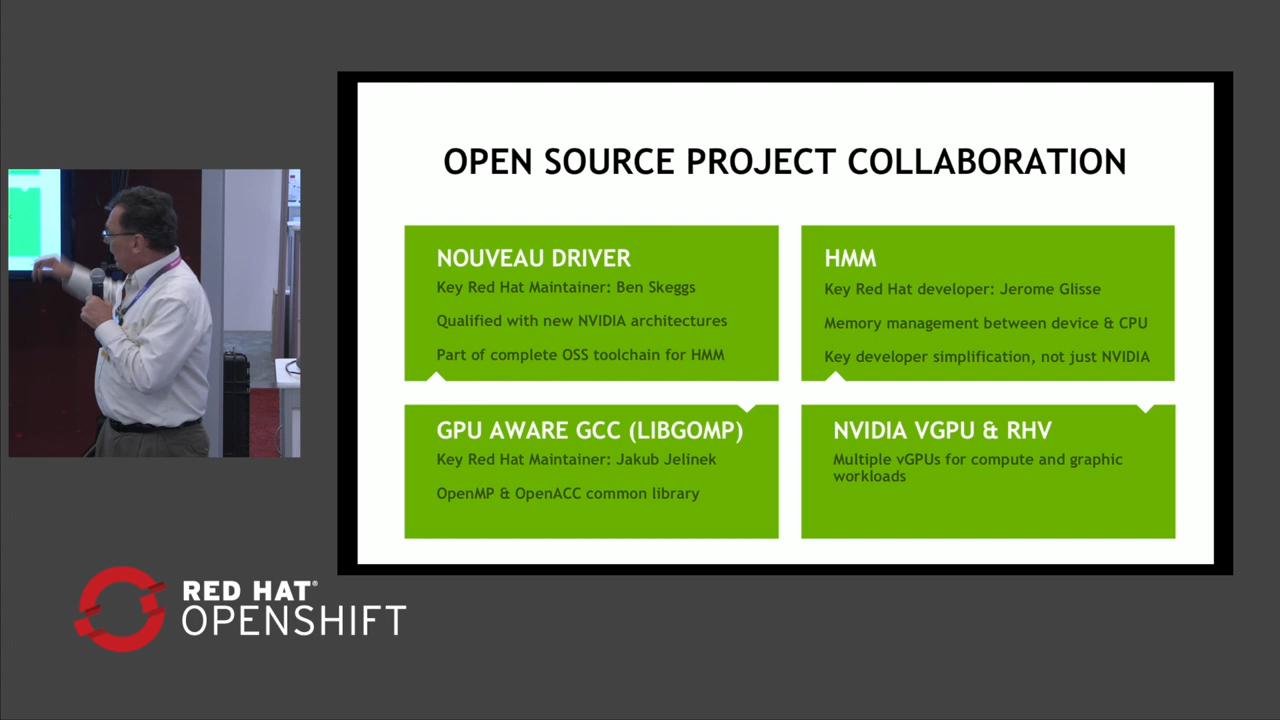 OPEN SOURCE PROJECT COLLABORATION
NOUVEAU DRIVER
Key Red Hat Maintainer: Ben Skeggs
Qualified with new NVIDIA architectures
Part of complete OSS toolchain for HMM
HMM
Key Red Hat developer: Jerome Glisse
Memory management between device & CPU
Key developer simplification, not just NVIDIA
GPU AWARE GCC (LIBGOMP)
Key Red Hat Maintainer: Jakub Jelinek
OpenMP & OpenACC common library
NVIDIA VGPU & RHV
Multiple vGPUs for compute and graphic
workloads
RED HAT®
OPENSHIFT